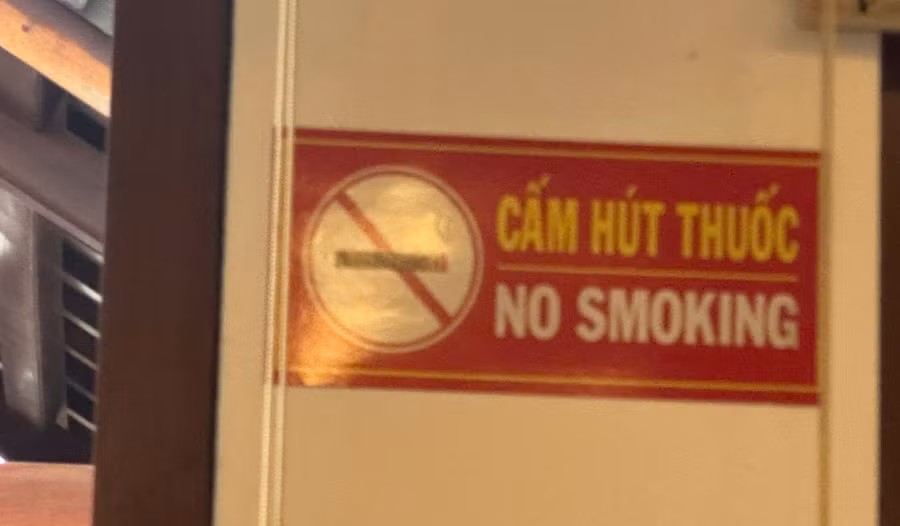 CẤM HÚT THUỐC
NO SMOKING